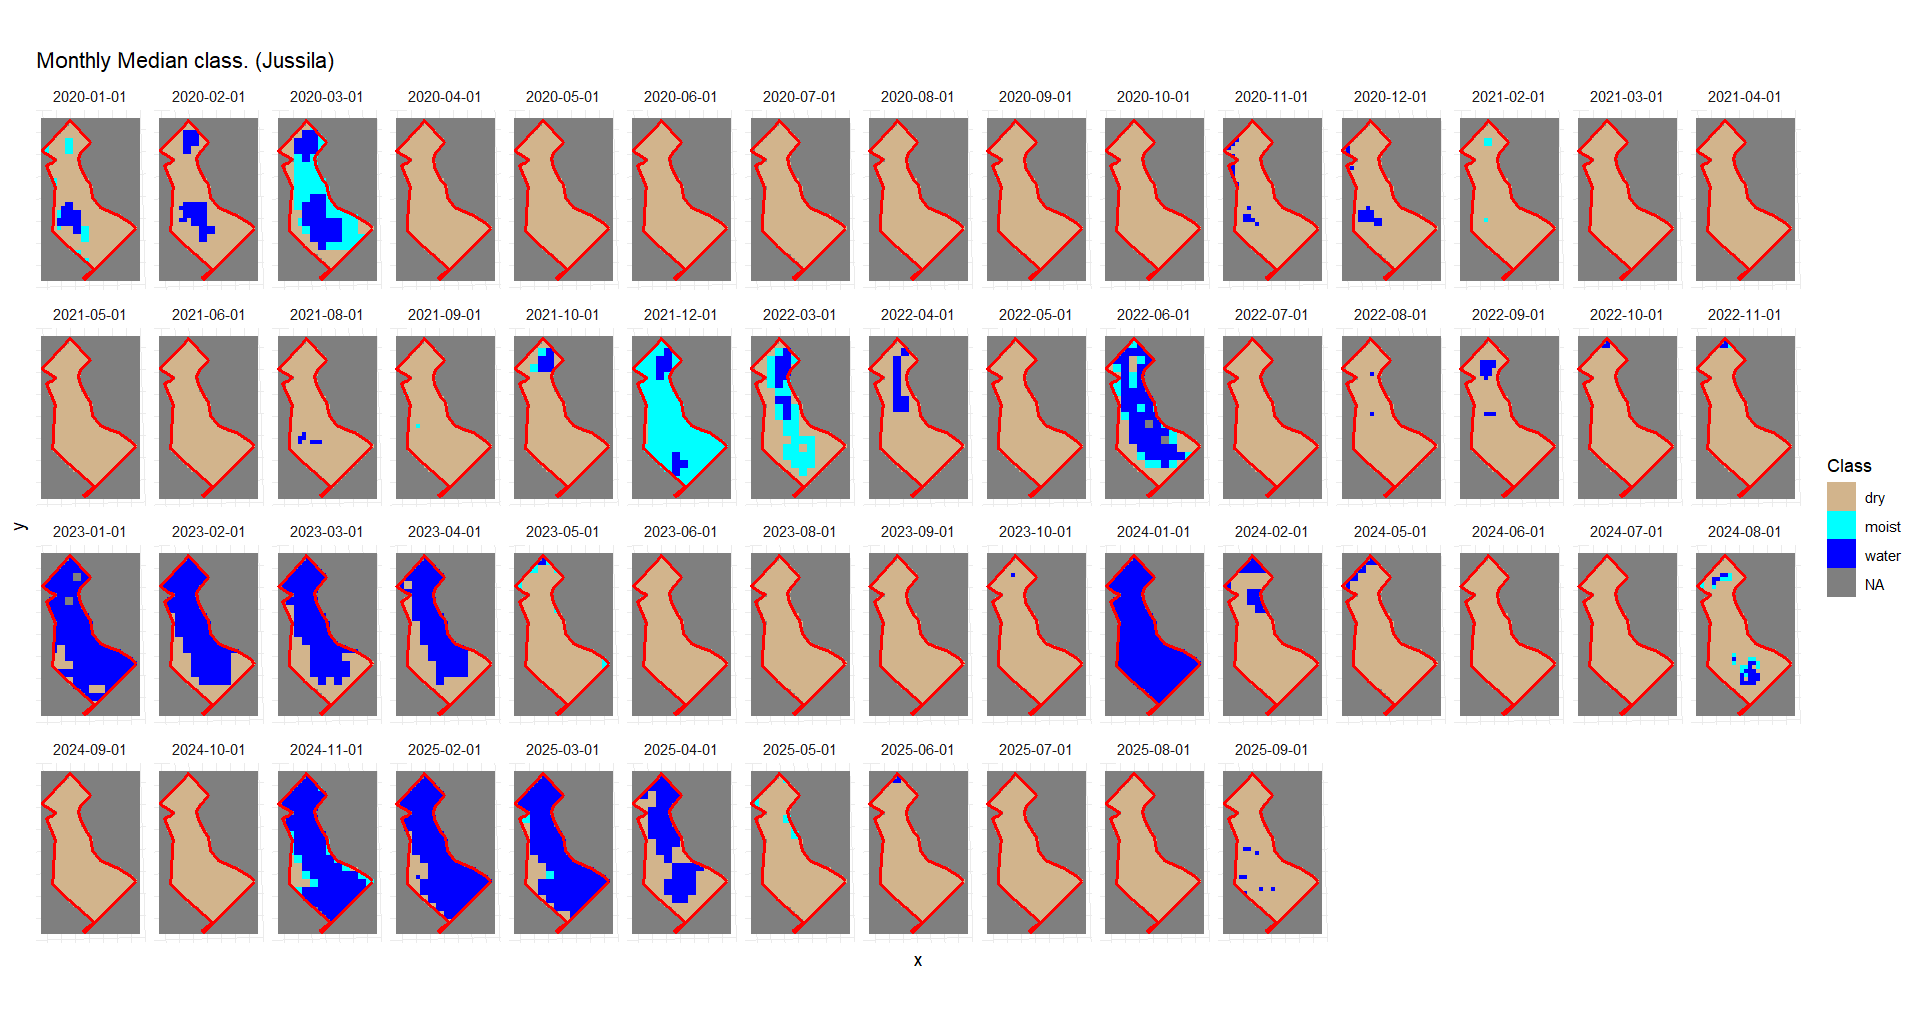 Monthly Median class. (Jussila)
2020-01-01 2020-02-01 2020-03-01 2020-04-01 2020-05-01 2020-06-01 2020-07-01 2020-08-01 2020-09-01 2020-10-01 2020-11-01 2020-12-01 2021-02-01 2021-03-01 2021-04-01
2021-05-01 2021-06-01 2021-08-01 2021-09-01 2021-10-01 2021-12-01 2022-03-01 2022-04-01 2022-05-01 2022-06-01 2022-07-01 2022-08-01 2022-09-01 2022-10-01 2022-11-01
y
2023-01-01 2023-02-01 2023-03-01 2023-04-01 2023-05-01 2023-06-01 2023-08-01 2023-09-01 2023-10-01 2024-01-01 2024-02-01 2024-05-01 2024-06-01 2024-07-01 2024-08-01
2024-09-01 2024-10-01 2024-11-01 2025-02-01 2025-03-01 2025-04-01 2025-05-01 2025-06-01 2025-07-01 2025-08-01 2025-09-01
x
Class
dry
moist
water
NA